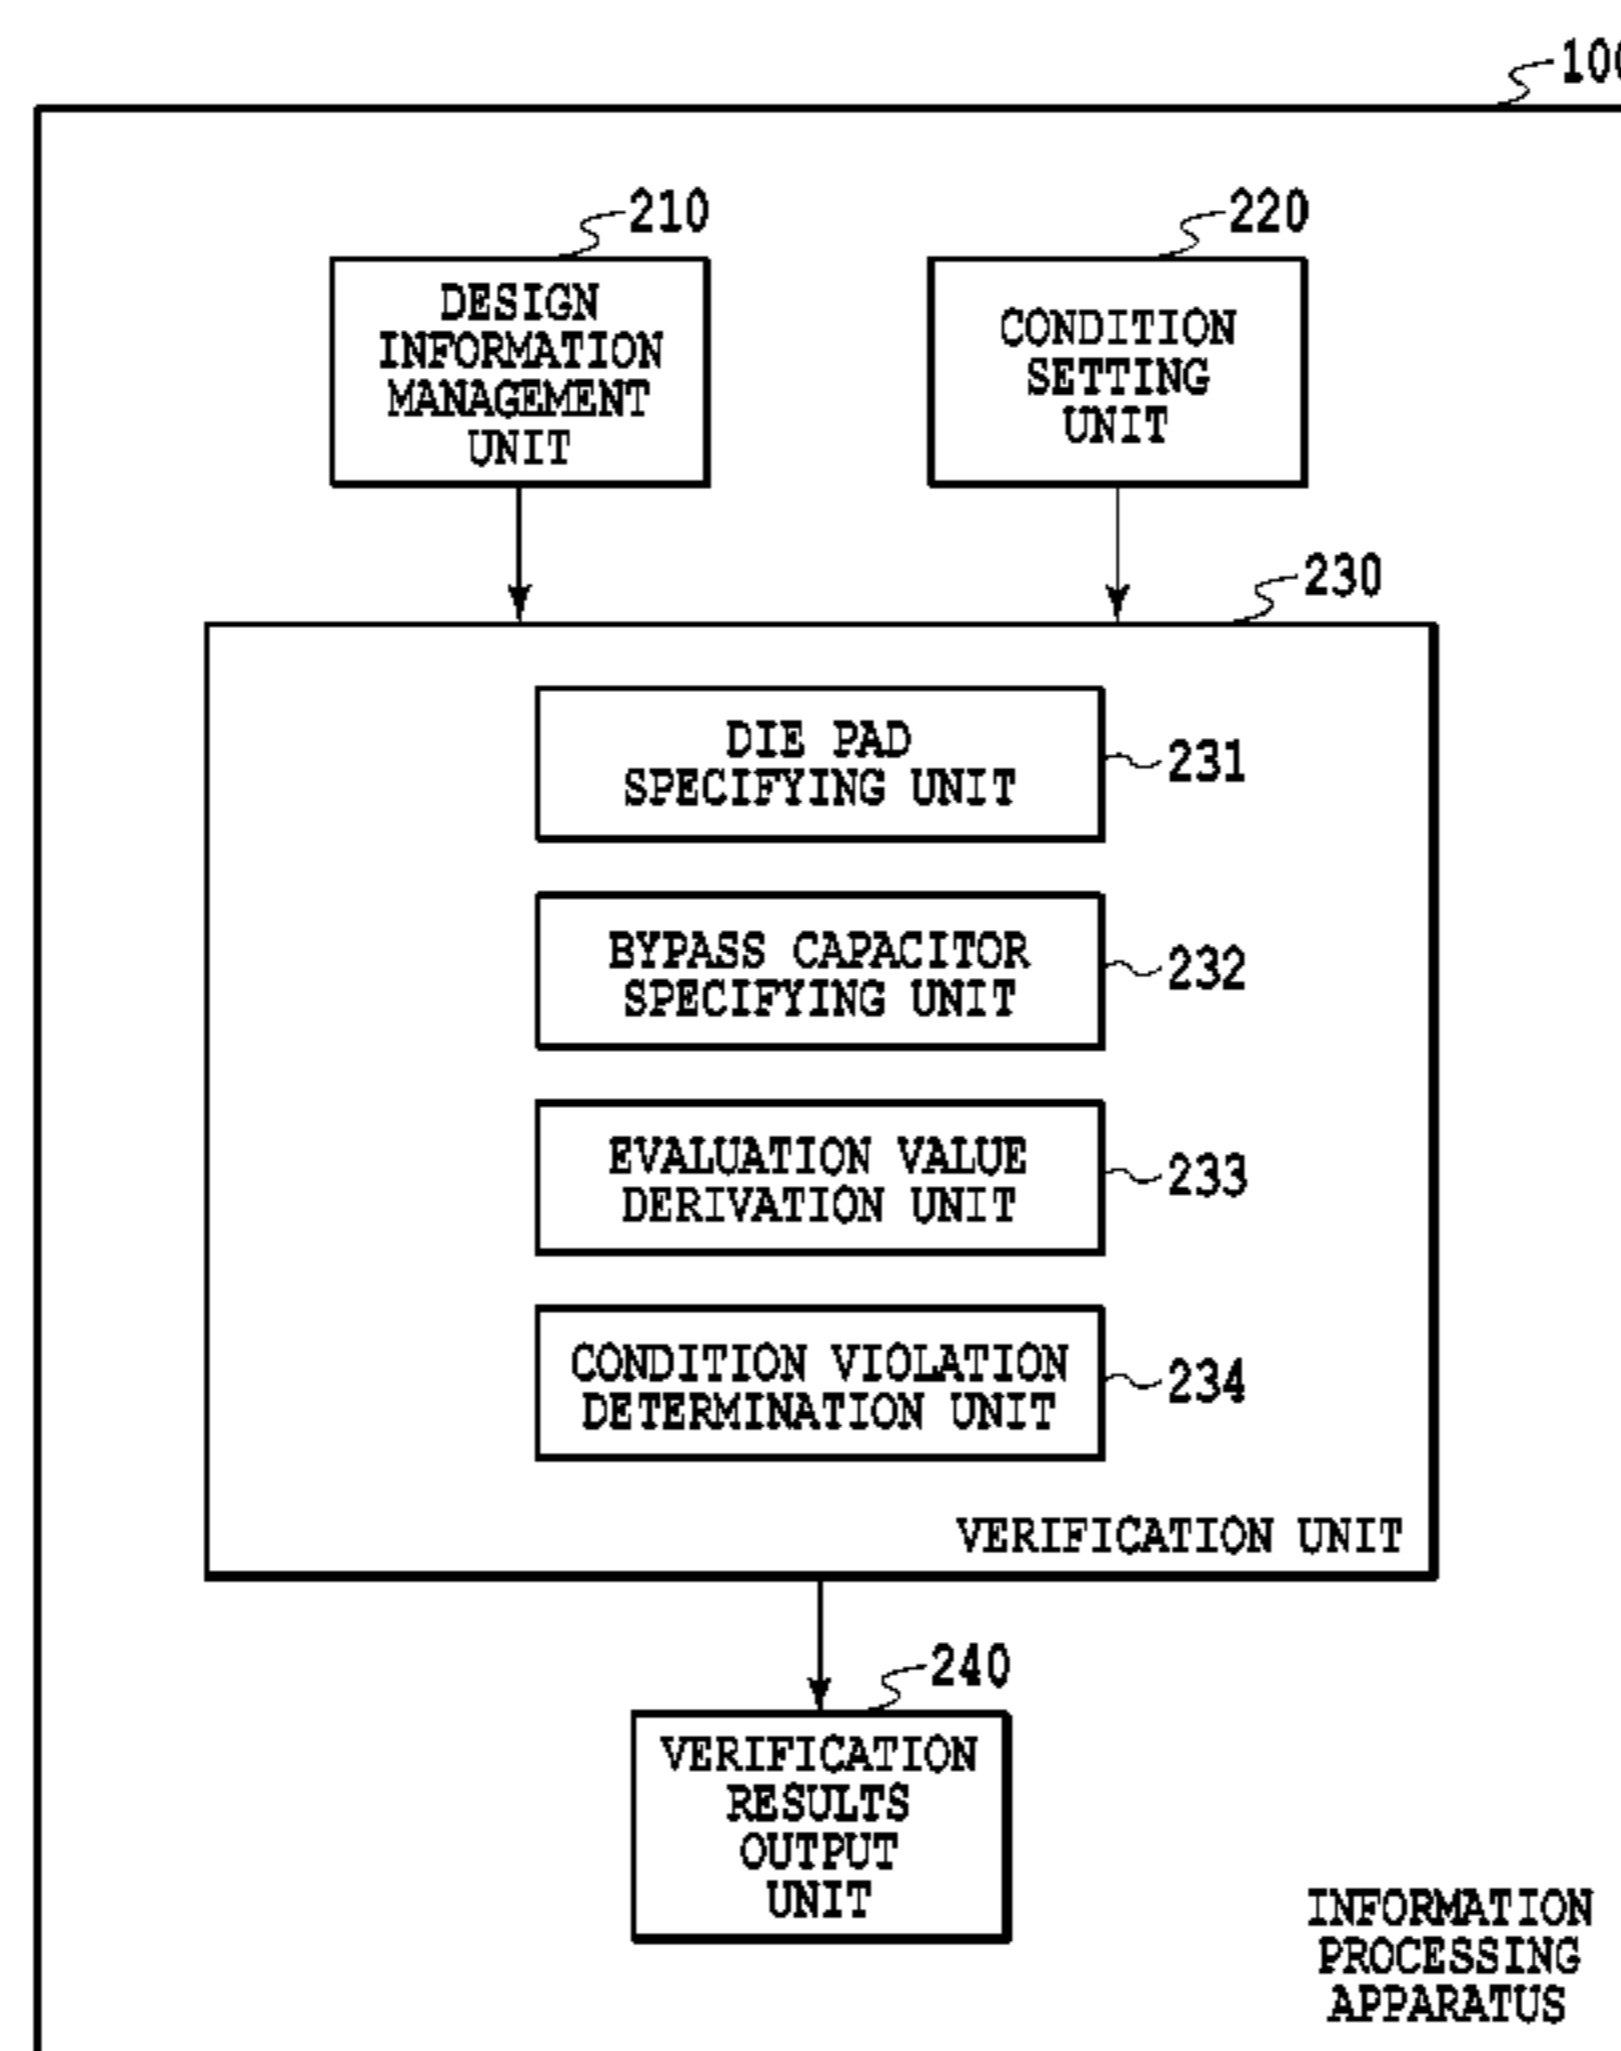 100
210
220
DESIGN
INFORMATION
MANAGEMENT
UNIT
CONDITION
SETTING
UNIT
230
DIE PAD
SPECIFYING UNIT
231
BYPASS CAPACITOR
SPECIFYING UNIT
232
EVALUATION VALUE
DERIVATION UNIT
233
CONDITION VIOLATION
DETERMINATION UNIT
234
VERIFICATION UNIT
240
VERIFICATION
RESULTS
OUTPUT
UNIT
INFORMATION
PROCESSING
APPARATUS